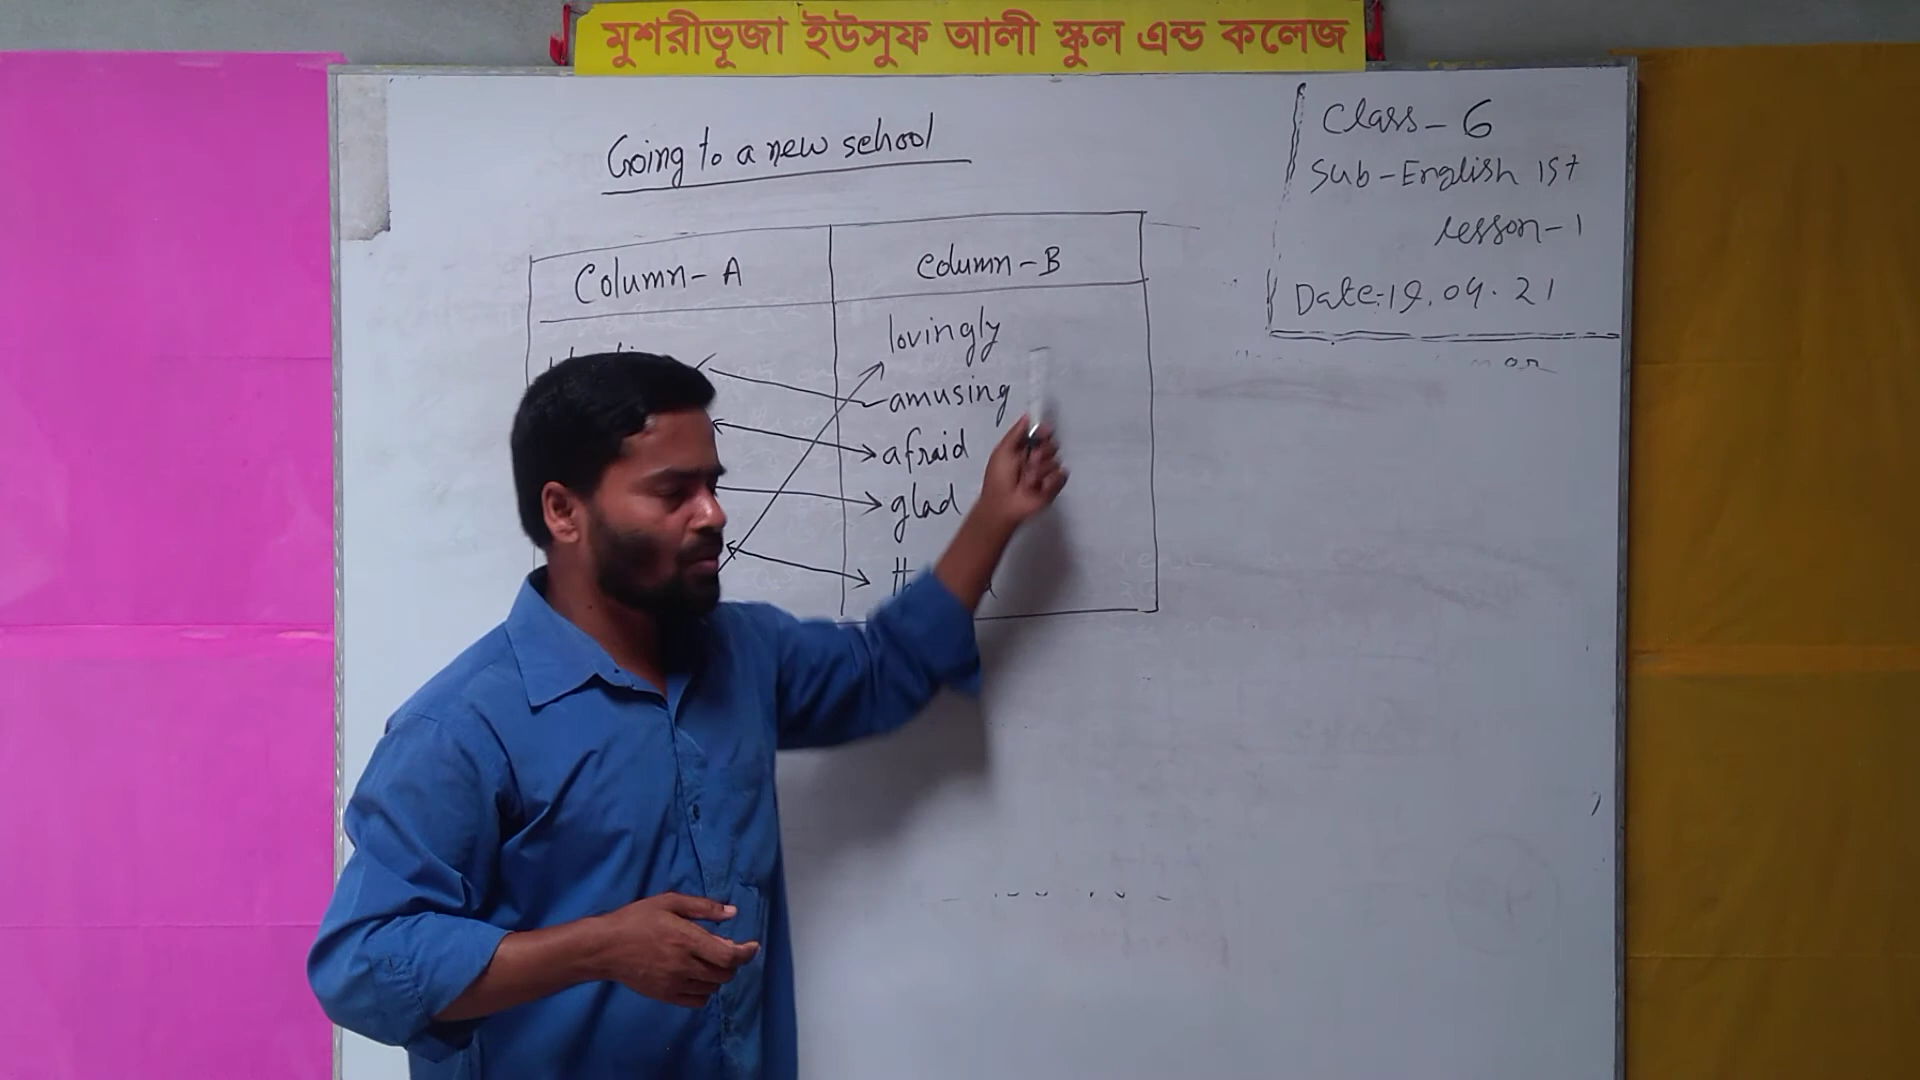 মুশরীভূজা ইউসুফ আলী স্কুল এন্ড কলেজ
Going to a new school
Class-6
Sub-English 1st
Lesson-1
Date:19.04.21
Column-A
Column-B
lovingly
amusing
afraid
glad